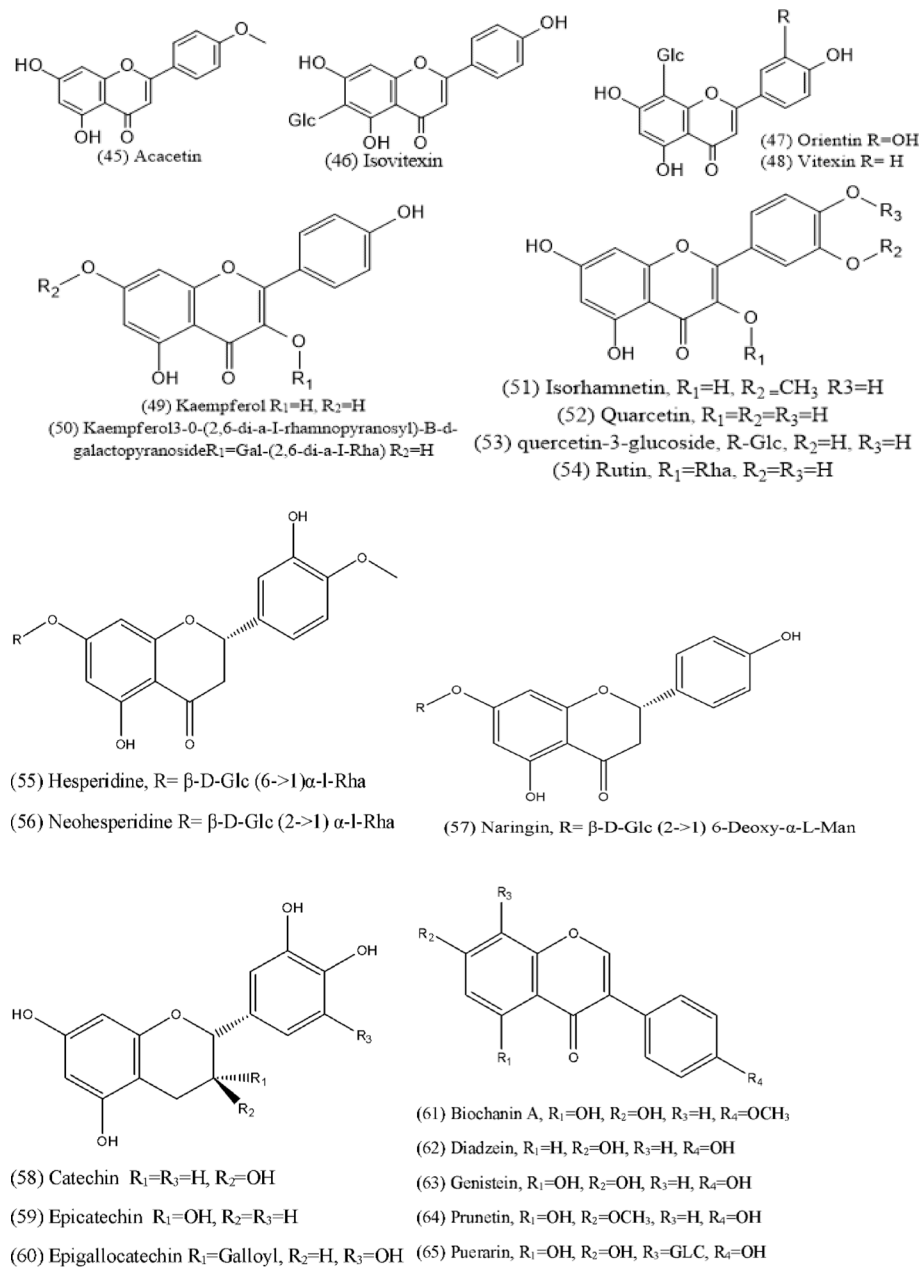 HO
O
O
OH
O
(45) Acacetin
HO
O
OH
Glc
OH
O
(46) Isovitexin
R
Glc
OH
HO
O
OH
O
(47) Orientin R=OH
(48) Vitexin R= H
OH
O
R2
O
OH
O
O
R1
(49) Kaempferol R1=H, R2=H
(50) Kaempferol3-0-(2,6-di-a-I-rhamnopyranosyl)-B-d-
galactopyranosideR1=Gal-(2,6-di-a-I-Rha) R2=H
O
R3
HO
O
O
R2
O
OH
O
R1
(51) Isorhamnetin, R1=H, R2 =CH3 R3=H
(52) Quarcetin, R1=R2=R3=H
(53) quercetin-3-glucoside, R-Glc, R2=H, R3=H
(54) Rutin, R1=Rha, R2=R3=H
OH
O
R
O
O
OH
O
(55) Hesperidine, R= β-D-Glc (6->1)α-l-Rha
(56) Neohesperidine R= β-D-Glc (2->1) α-l-Rha
OH
R
O
O
OH
O
(57) Naringin, R= β-D-Glc (2->1) 6-Deoxy-α-L-Man
OH
OH
HO
O
R3
R1
R2
OH
(58) Catechin R1=R3=H, R2=OH
(59) Epicatechin R1=OH, R2=R3=H
(60) Epigallocatechin R1=Galloyl, R2=H, R3=OH
R3
R2
O
R1
O
R4
(61) Biochanin A, R1=OH, R2=OH, R3=H, R4=OCH3
(62) Diadzein, R1=H, R2=OH, R3=H, R4=OH
(63) Genistein, R1=OH, R2=OH, R3=H, R4=OH
(64) Prunetin, R1=OH, R2=OCH3, R3=H, R4=OH
(65) Puerarin, R1=OH, R2=OH, R3=GLC, R4=OH